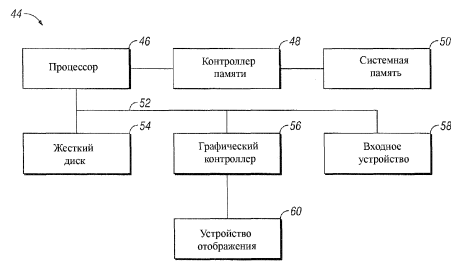 44
46
48
50
Процессор
Контроллер
памяти
Системная
память
52
54
56
58
Жесткий
диск
Графический
контроллер
Входное
устройство
60
Устройство
отображения